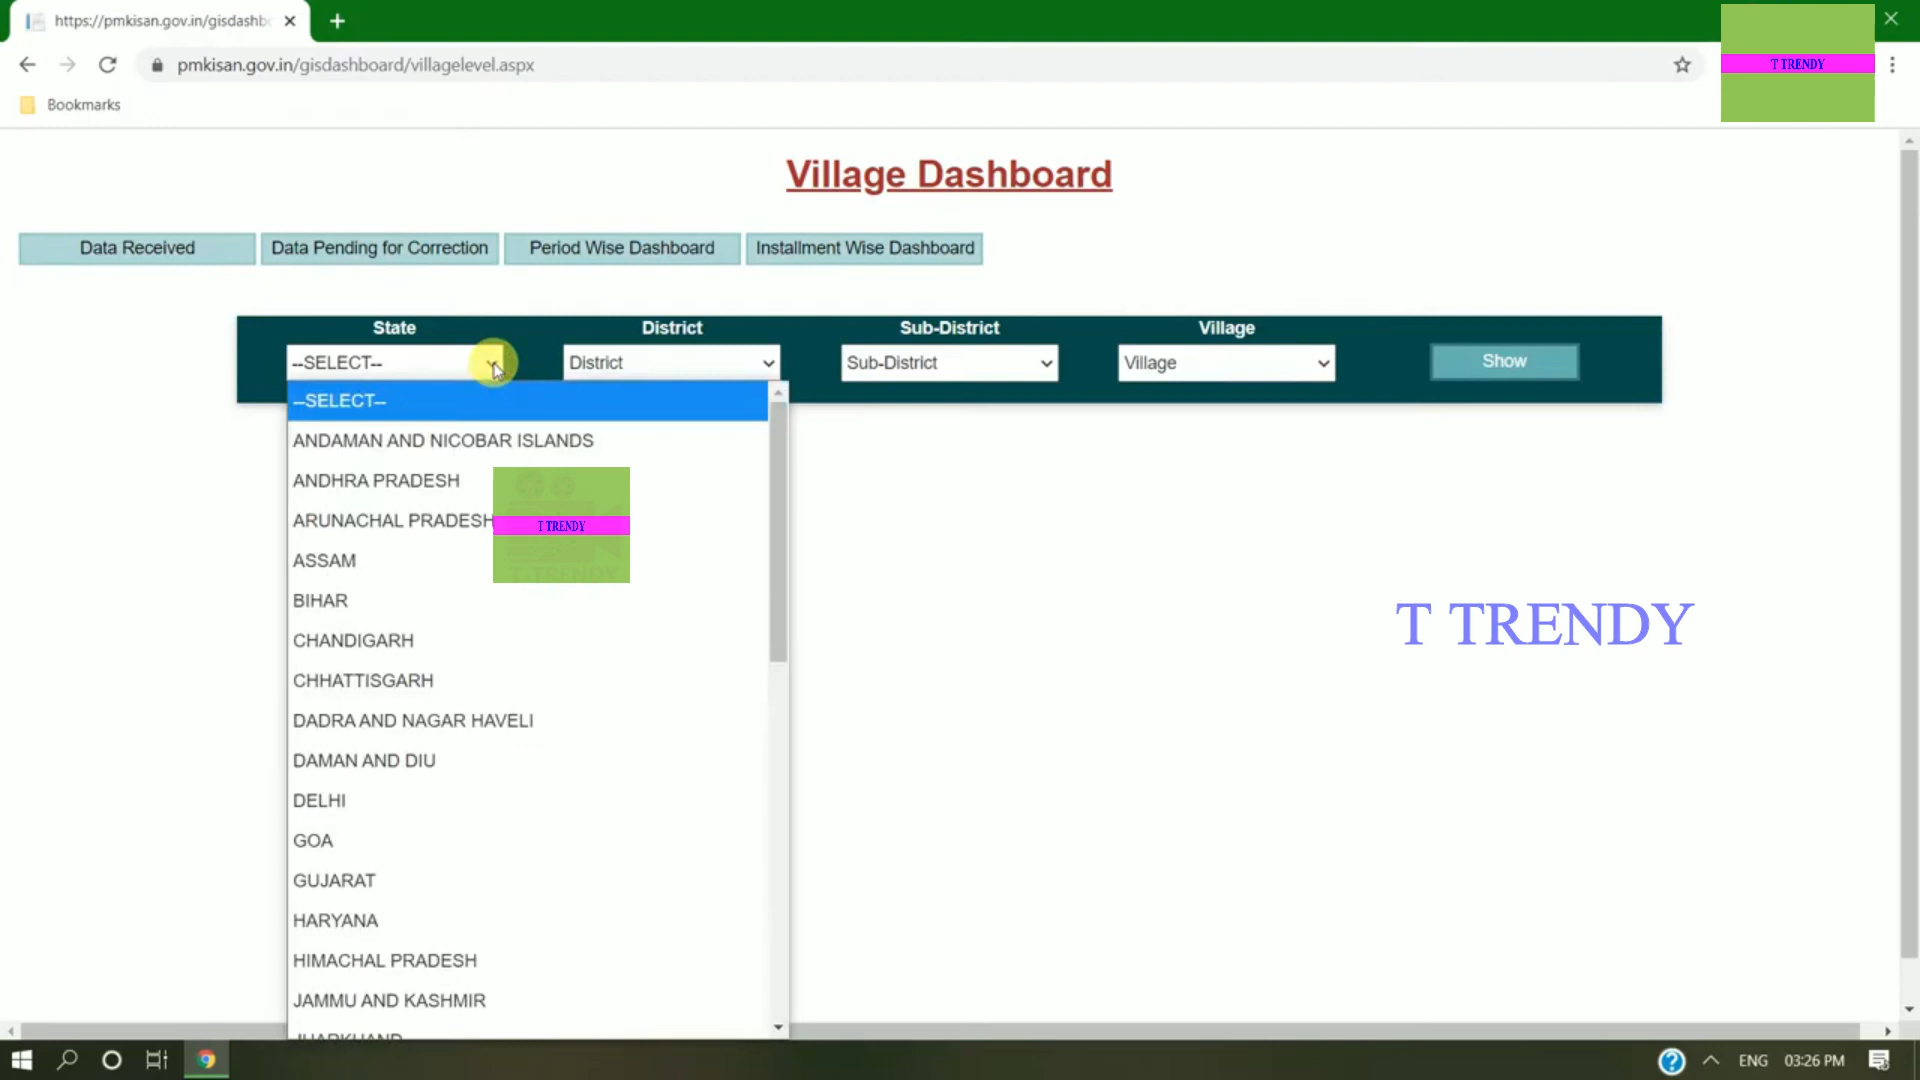 https://pmkisan.gov.in/gisdashb
pmkisan.gov.in/gisdashboard/villagelevel.aspx
T TRENDY
Bookmarks
Village Dashboard
Data Received
Data Pending for Correction
Period Wise Dashboard
Installment Wise Dashboard
State
District
Sub-District
Village
--SELECT--
District
Sub-District
Village
Show
--SELECT--
ANDAMAN AND NICOBAR ISLANDS
ANDHRA PRADESH
ARUNACHAL PRADESH
T TRENDY
ASSAM
T TRENDY
BIHAR
T TRENDY
CHANDIGARH
CHHATTISGARH
DADRA AND NAGAR HAVELI
DAMAN AND DIU
DELHI
GOA
GUJARAT
HARYANA
HIMACHAL PRADESH
JAMMU AND KASHMIR
JHARKHAND
ENG
03:26 PM